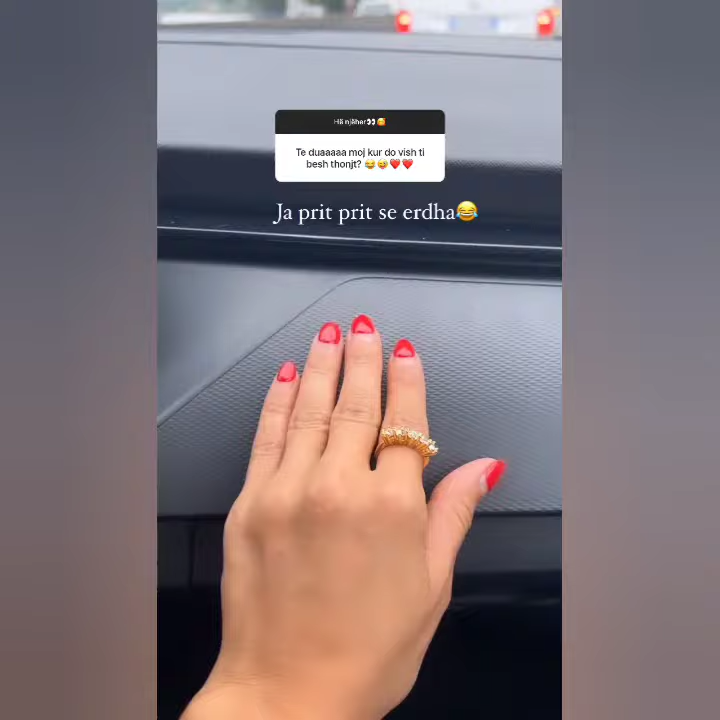 Hë njëher👀🥰
Te duaaaaa moj kur do vish ti
besh thonjt? 😂😅❤️❤️
Ja prit prit se erdha😂